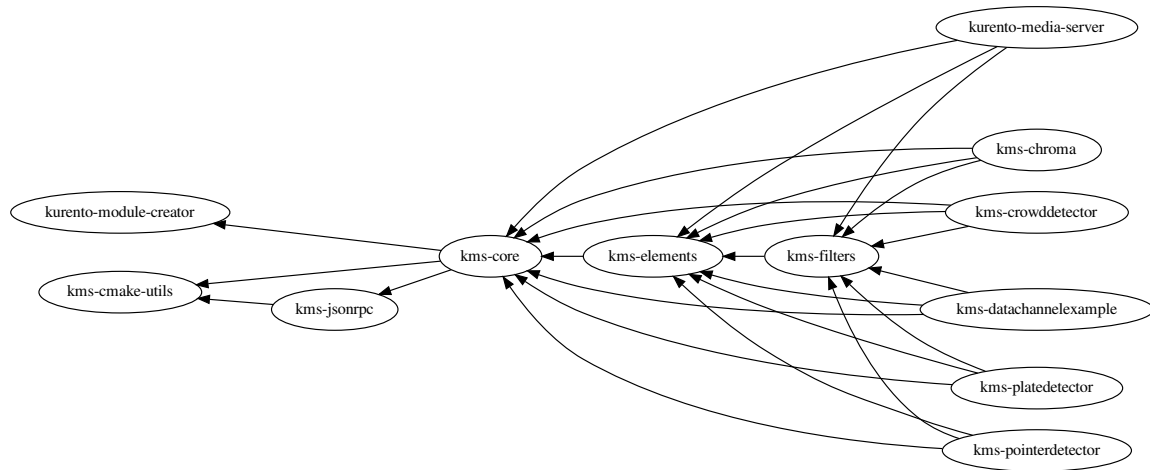 kurento-media-server
kms-chroma
kurento-module-creator
kms-crowddetector
kms-core
kms-elements
kms-filters
kms-cmake-utils
kms-jsonrpc
kms-datachannelexample
kms-platedetector
kms-pointerdetector